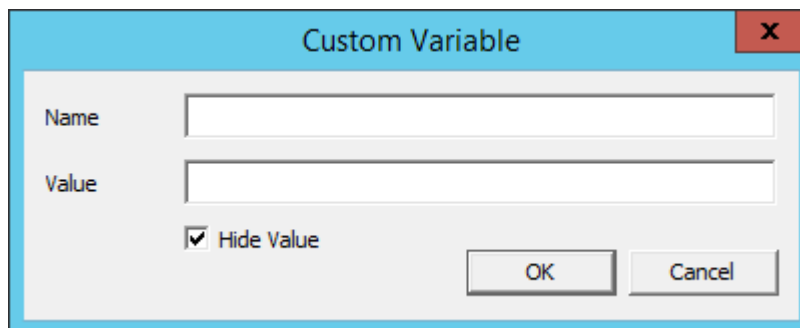 Custom Variable
Name
Value
Hide Value
OK Cancel